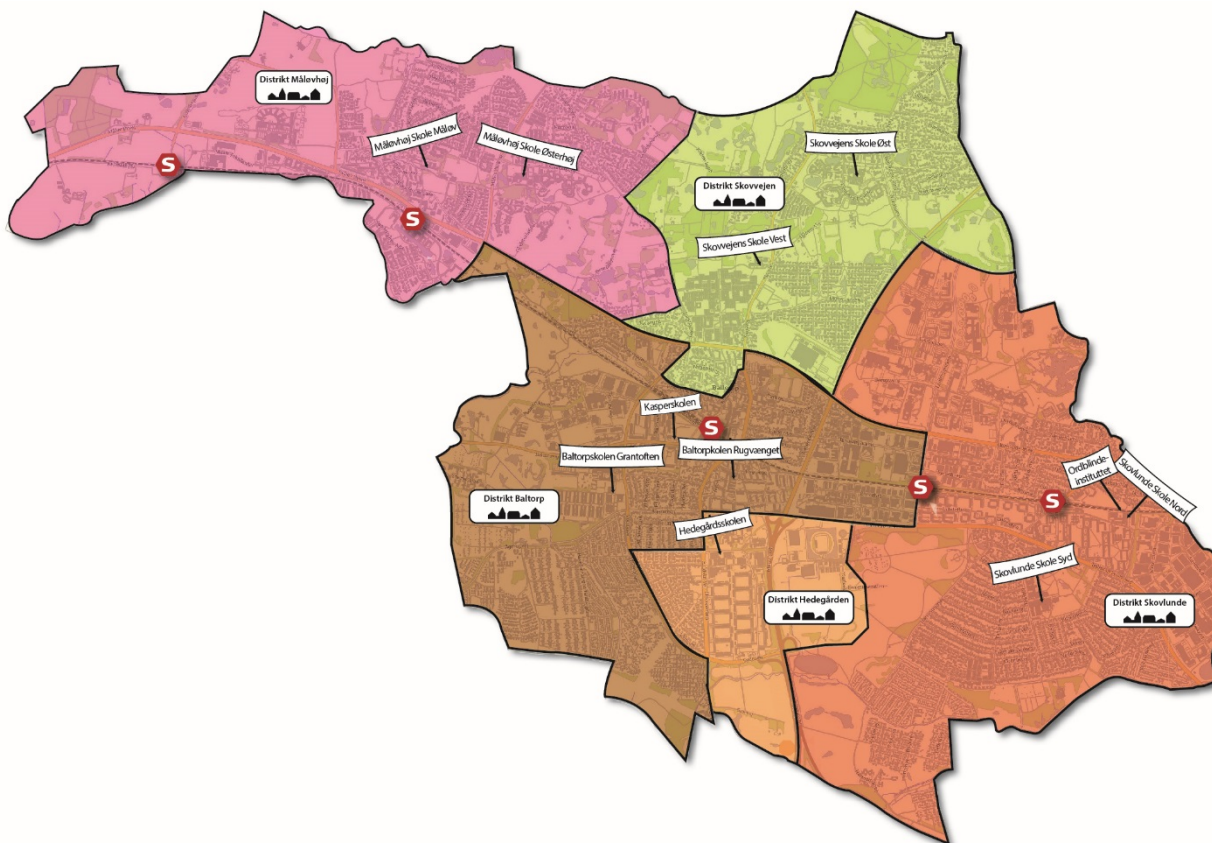 Distrikt Måløvhøj
Måløvhøj Skole Måløv
Måløvhøj Skole Østerhøj
Skovvejens Skole Øst
Distrikt Skovvejen
Skovvejens Skole Vest
Kasperskolen
S
S
S
S
S
Baltorpskolen Grantoften
Baltorpkolen Rugvænget
Distrikt Baltorp
Hedegårdsskolen
Distrikt Hedegården
Ordblinde-
instituttet
Skovlunde Skole Nord
Skovlunde Skole Syd
Distrikt Skovlunde